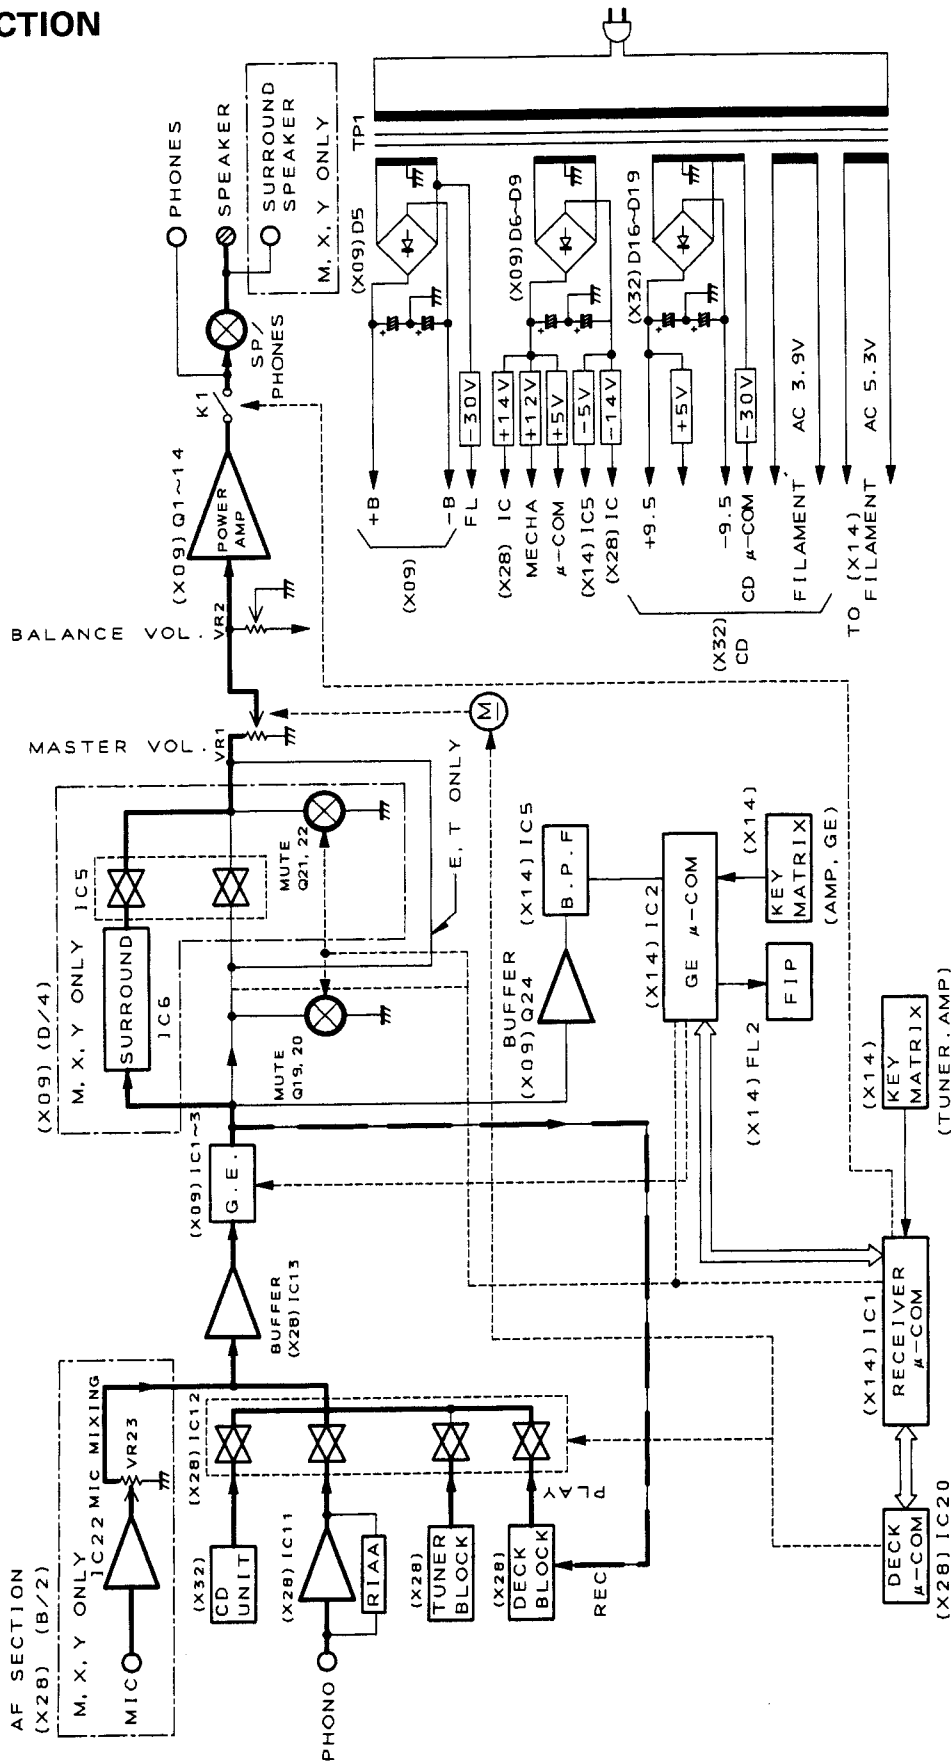 CTION
AF SECTION
(X28) (B/2)
M, X, Y ONLY
IC22 MIC MIXING
VR23
MIC
(X32)
CD
UNIT
(X28) IC12
(X28) IC11
RIAA
PHONO
(X28)
TUNER
BLOCK
(X28)
DECK
BLOCK
PLAY
REC
BUFFER
(X28) IC13
(X09) IC1~3
G.E.
(X09) (D/4)
M, X, Y ONLY
SURROUND
IC6
IC5
MUTE
Q19, 20
MUTE
Q21, 22
E, T ONLY
MASTER VOL.
VR1
BALANCE VOL.
VR2
M
(X09) Q1~14
POWER
AMP
K1
SP/
PHONES
PHONES
SPEAKER
SURROUND
SPEAKER
M, X, Y ONLY
BUFFER
(X09) Q24
(X14) IC5
B.P.F
(X14) IC2
GE μ-COM
(X14)
KEY
MATRIX
(AMP, GE)
FIP
(X14) FL2
(X14)
KEY
MATRIX
(TUNER, AMP)
(X14) IC1
RECEIVER
μ-COM
DECK
μ-COM
(X28) IC20
TP1
(X09) D5
(X09) D6~D9
(X32) D16~D19
-30V
+14V
+12V
+5V
-5V
-14V
+5V
-30V
AC 3.9V
AC 5.3V
+B
-B
FL
(X09)
(X28) IC
MECHA
μ-COM
(X14) IC5
(X28) IC
+9.5
-9.5
CD μ-COM
FILAMENT
(X32)
CD
TO (X14)
FILAMENT